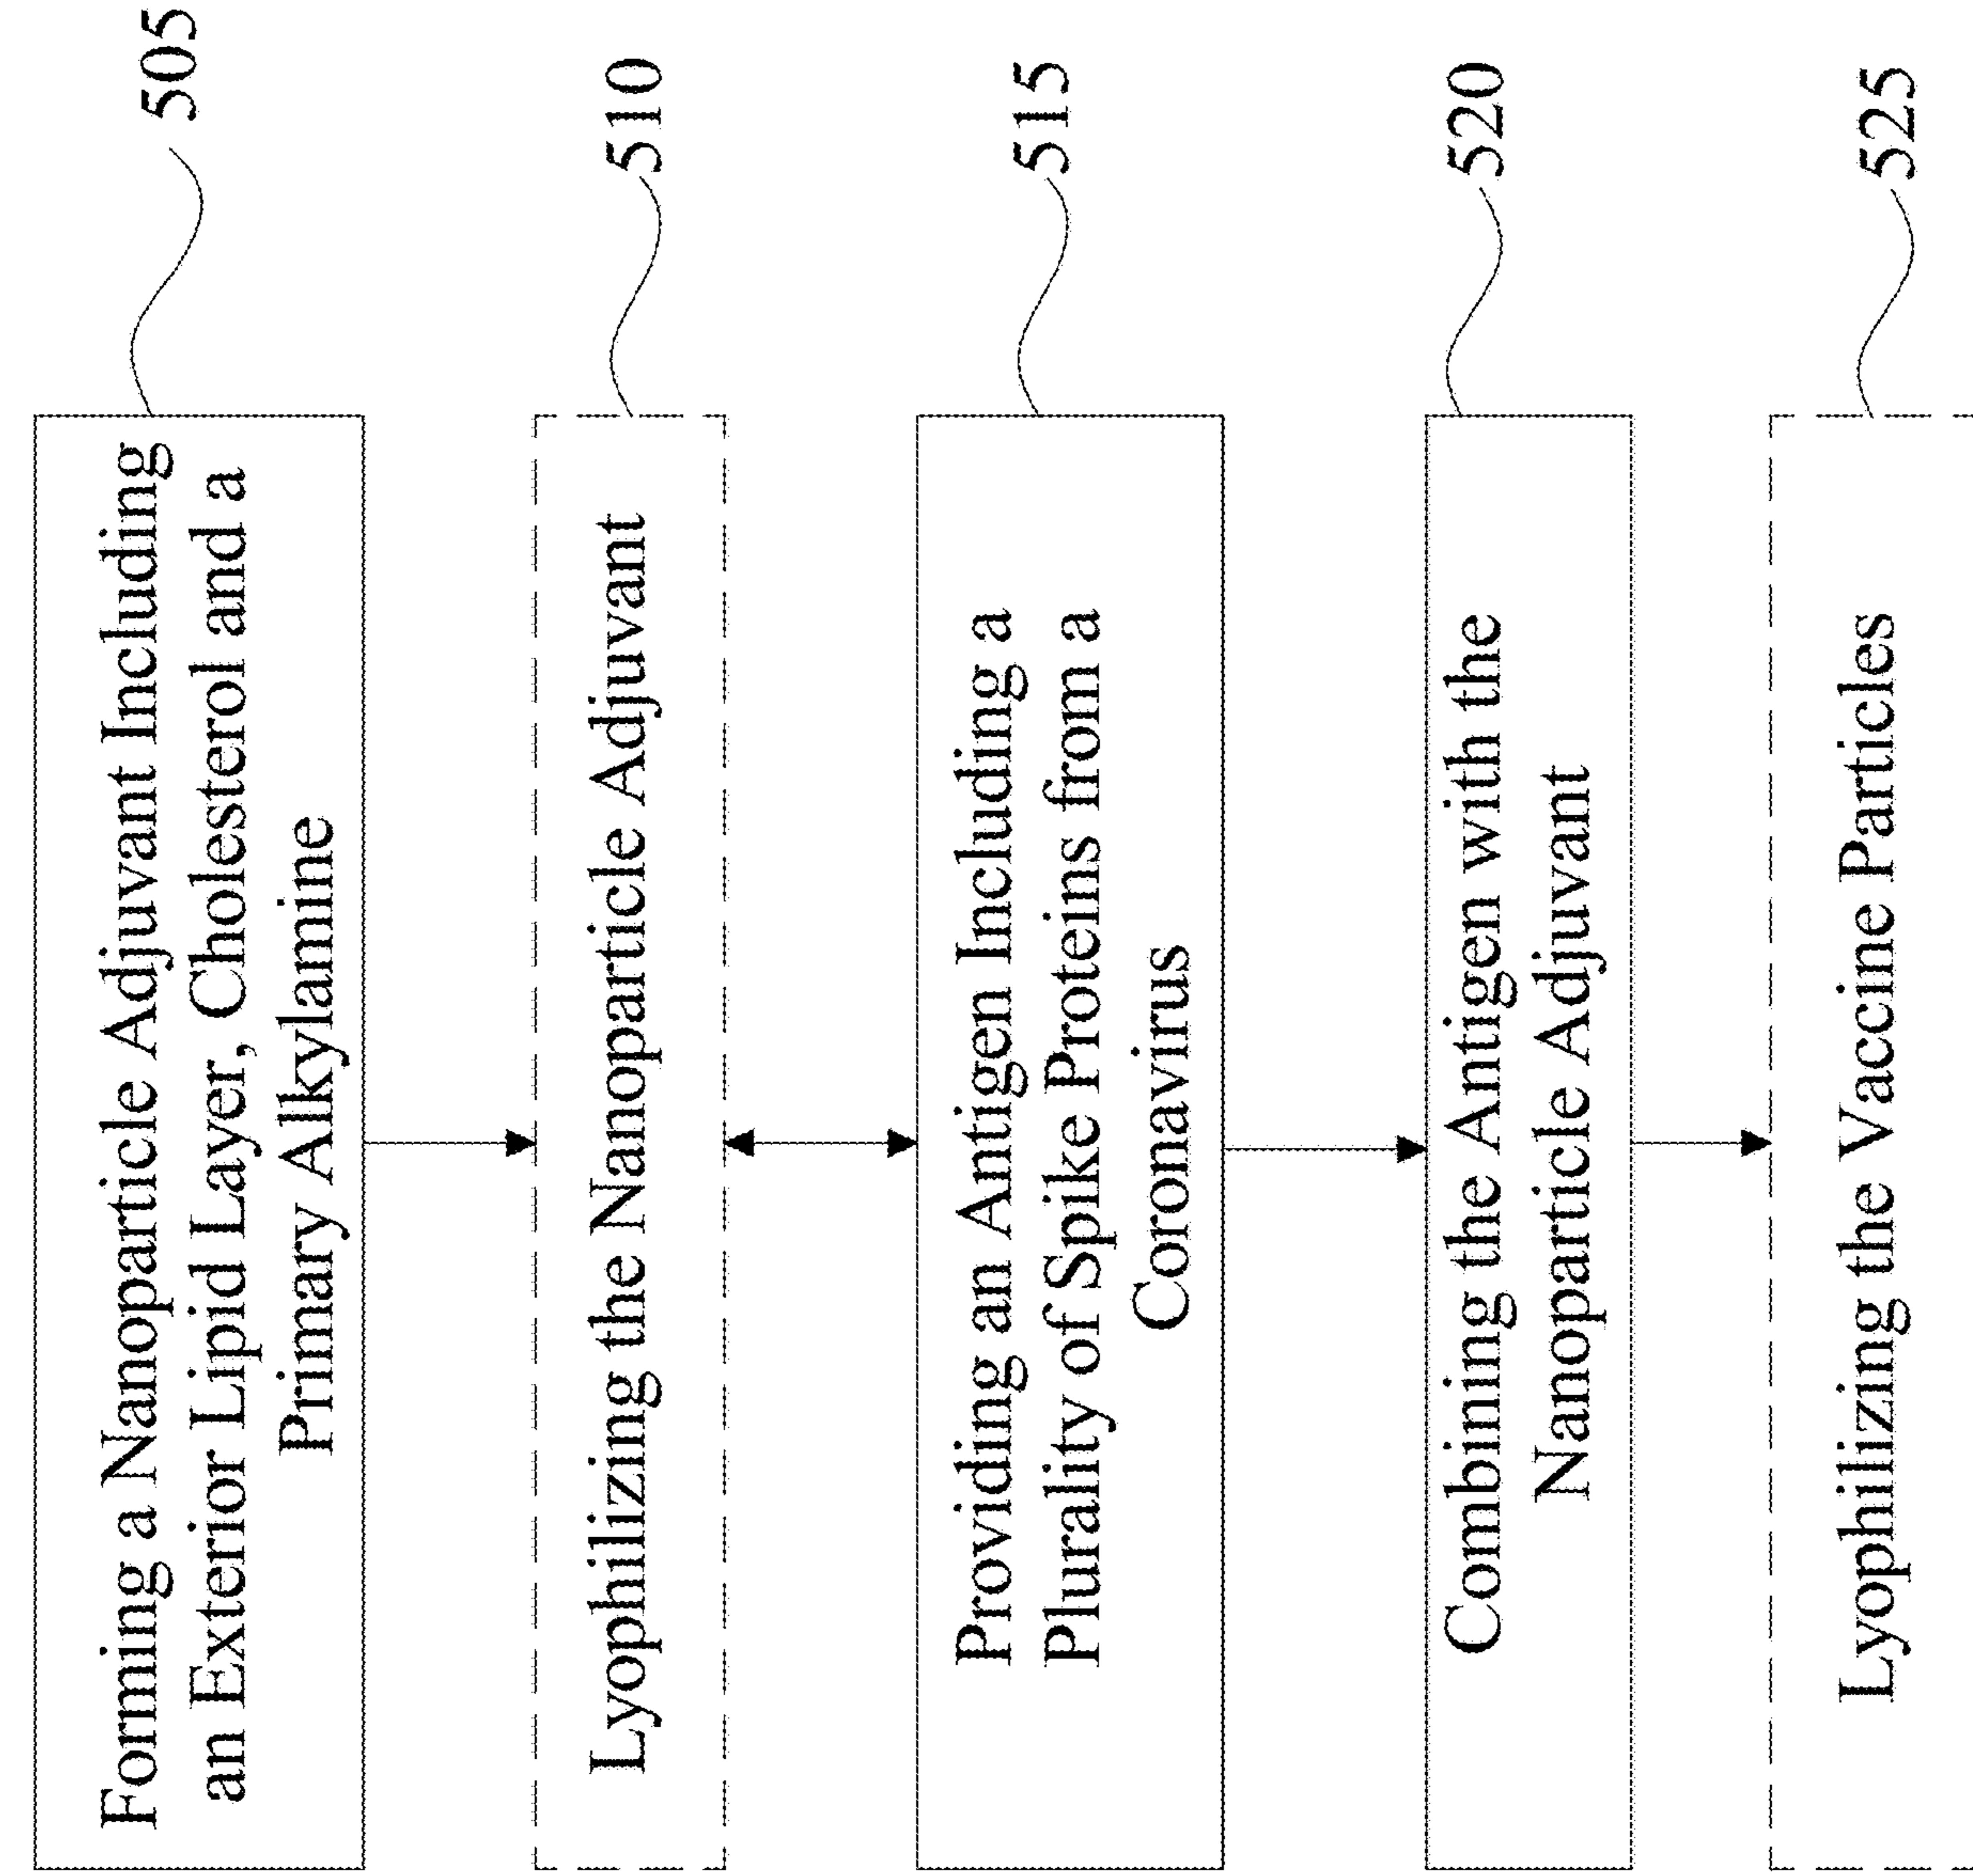 Forming a Nanoparticle Adjuvant Including
an Exterior Lipid Layer, Cholesterol and a
Primary Alkylamine
505
Lyophilizing the Nanoparticle Adjuvant
510
Providing an Antigen Including a
Plurality of Spike Proteins from a
Coronavirus
515
Combining the Antigen with the
Nanoparticle Adjuvant
520
Lyophilizing the Vaccine Particles
525